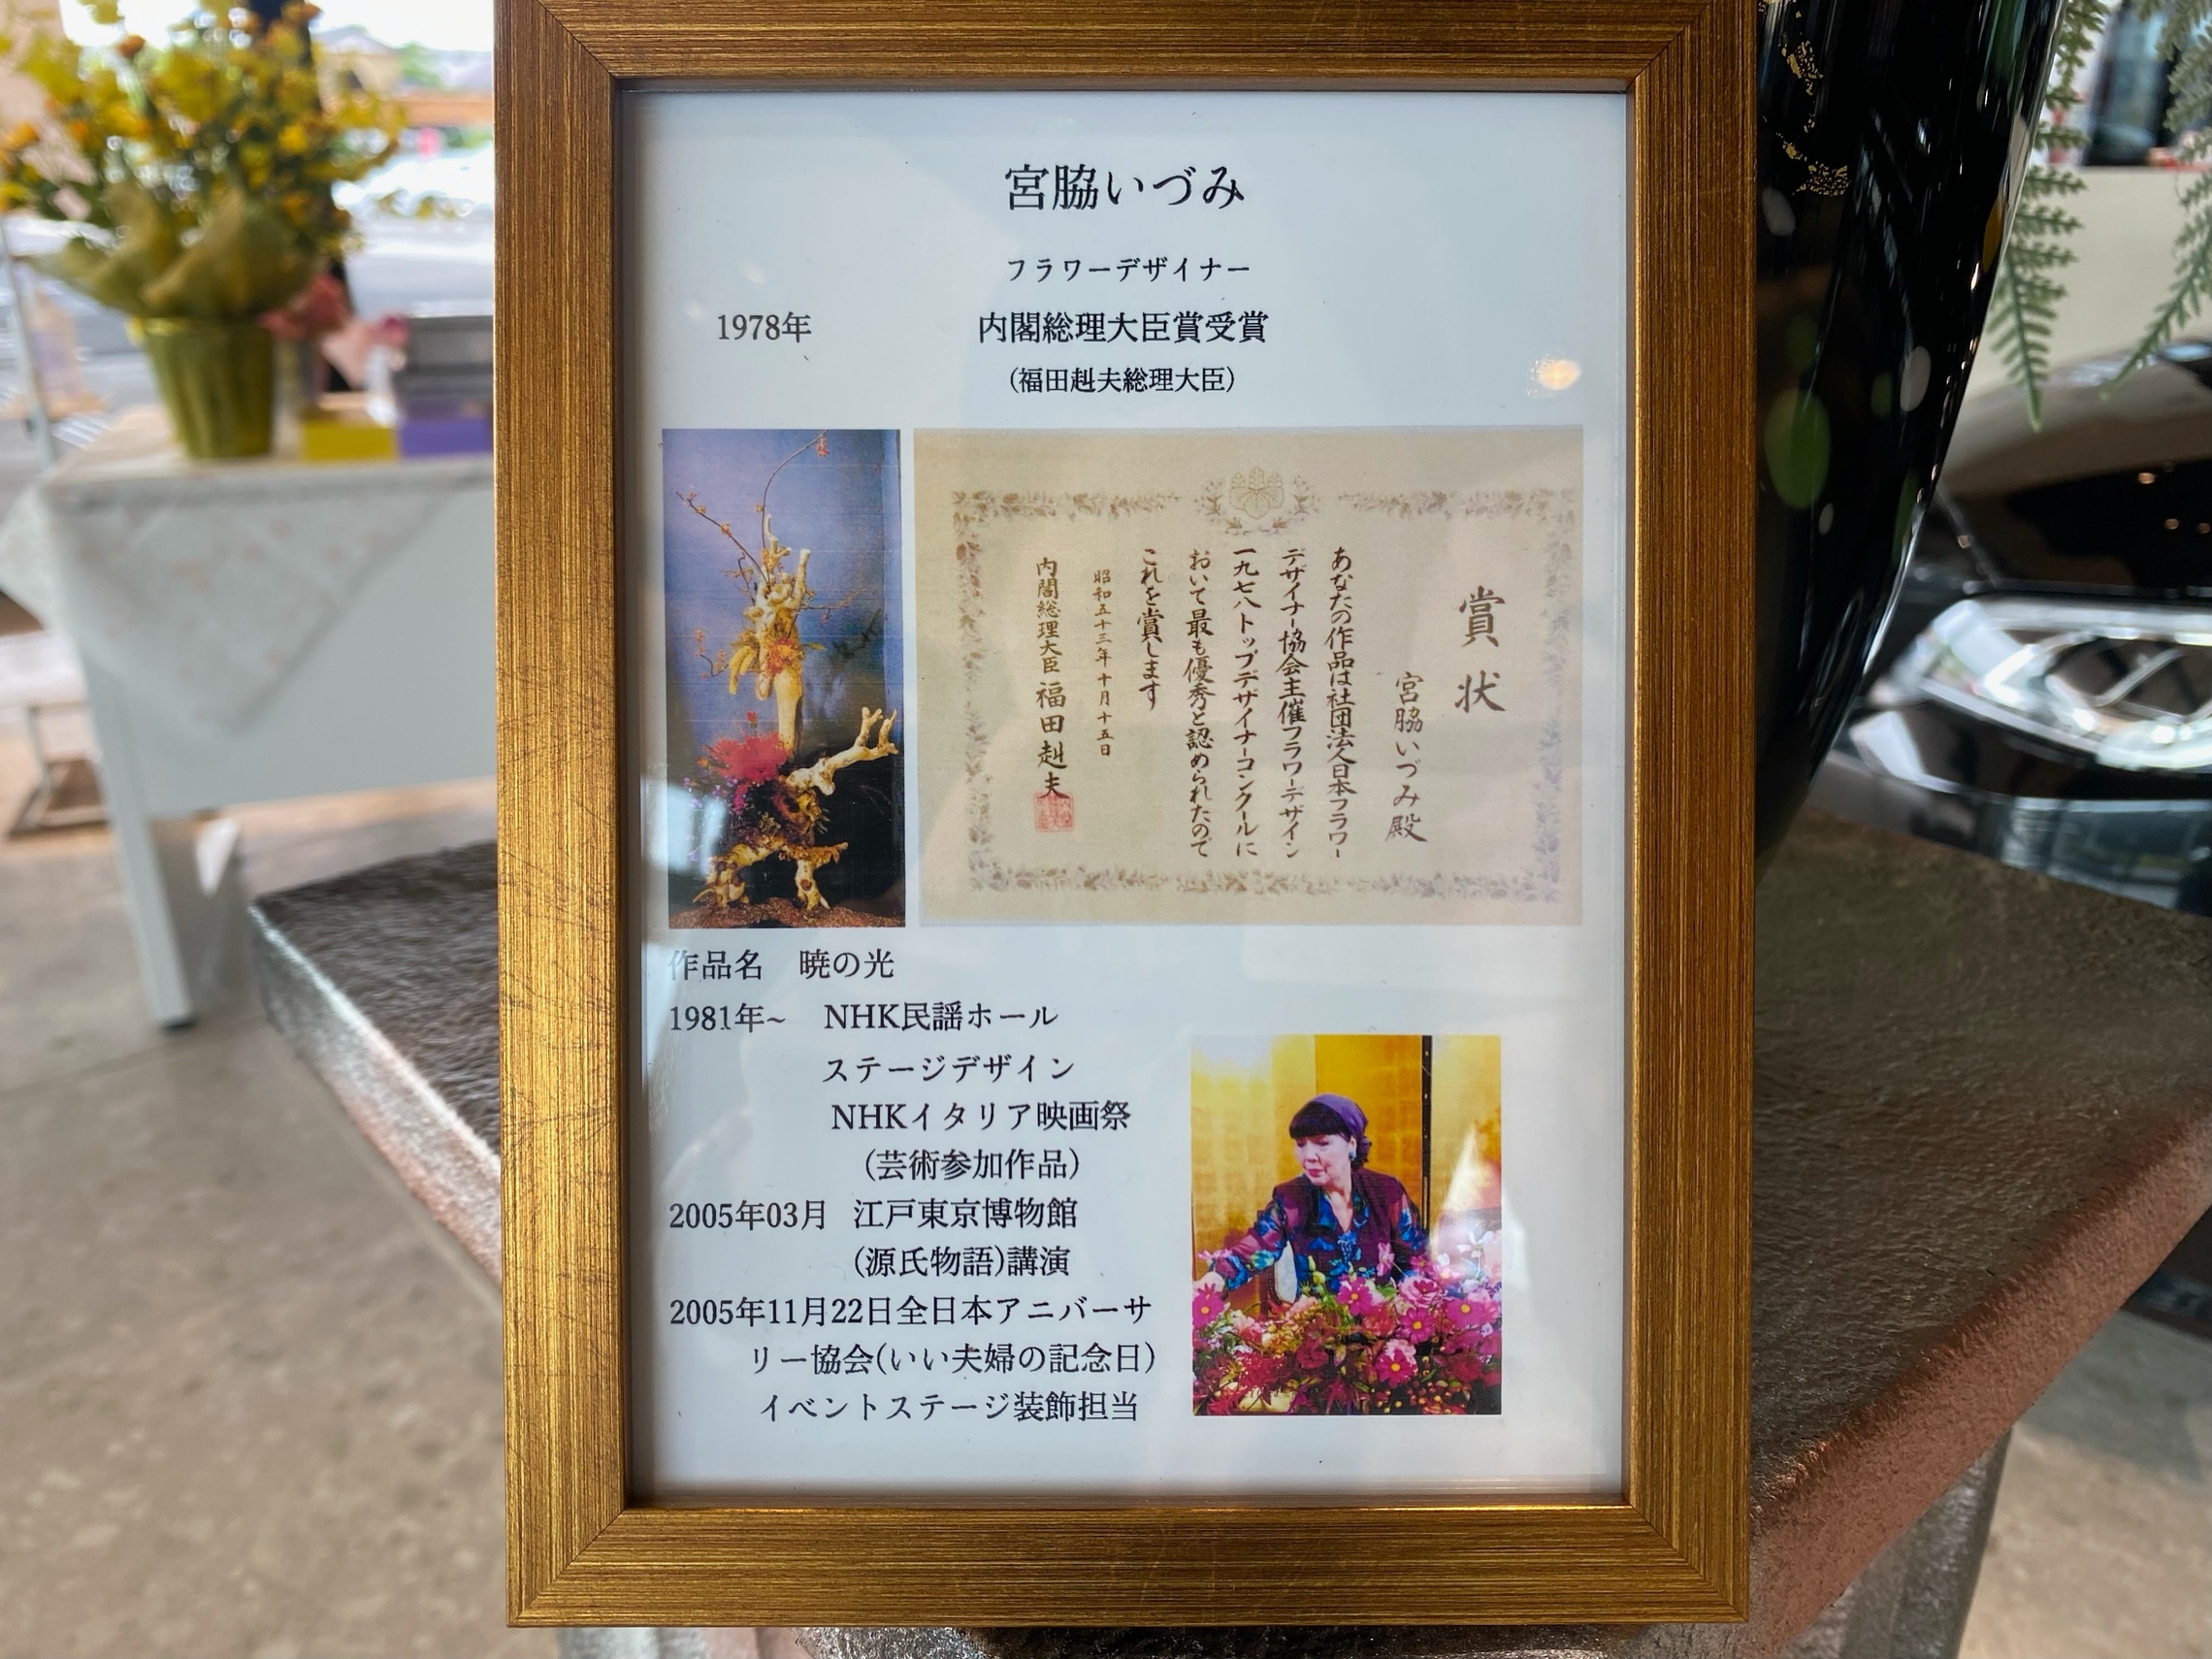 宮脇いづみ
フラワーデザイナー
1978年 内閣総理大臣賞受賞
(福田赳夫総理大臣)
賞状
宮脇いづみ殿
あなたの作品は社団法人日本フラワー
デザイナー協会主催フラワーデザイン
一九七八トップデザイナーコンクールに
おいて最も優秀と認められたので
これを賞します
昭和五十三年十月十五日
内閣総理大臣 福田赳夫
作品名 暁の光
1981年~ NHK民謡ホール
ステージデザイン
NHKイタリア映画祭
(芸術参加作品)
2005年03月 江戸東京博物館
(源氏物語)講演
2005年11月22日全日本アニバーサ
リー協会(いい夫婦の記念日)
イベントステージ装飾担当